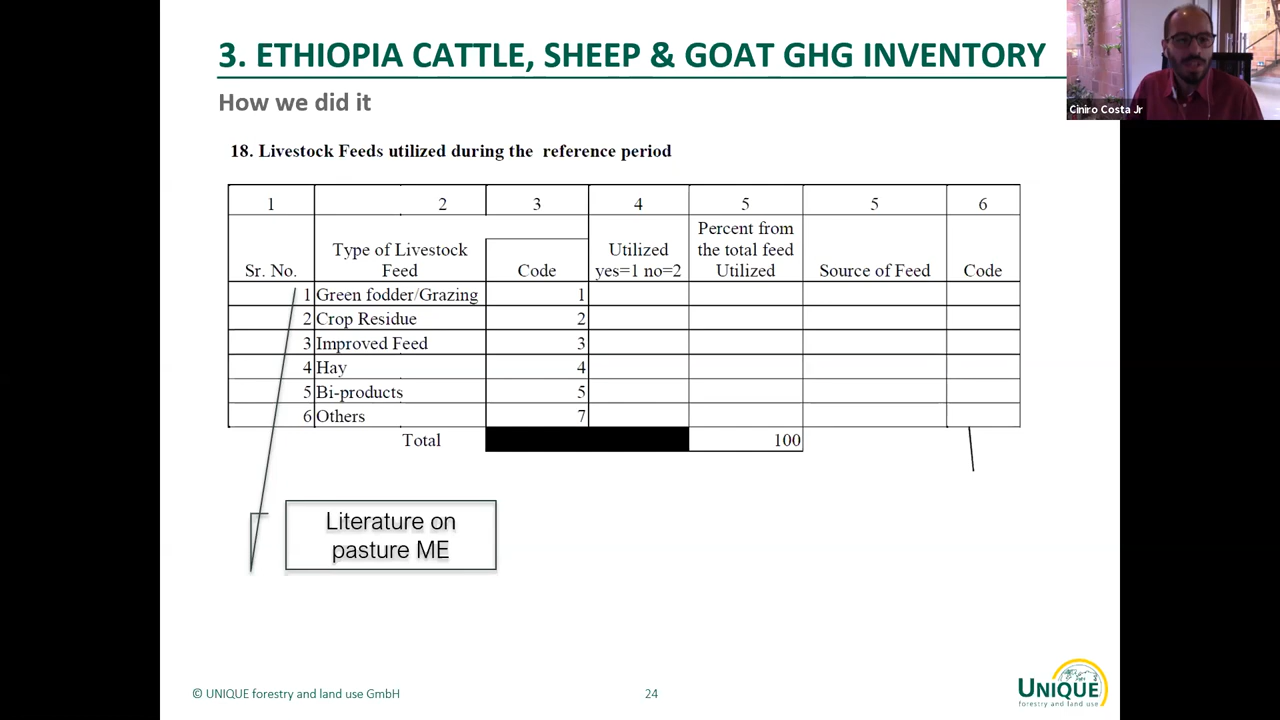 3. ETHIOPIA CATTLE, SHEEP & GOAT GHG INVENTORY
How we did it
Ciniro Costa Jr
18. Livestock Feeds utilized during the reference period
1 2 3 4 5 5 6
Sr. No. Type of Livestock Feed Code Utilized yes=1 no=2 Percent from the total feed Utilized Source of Feed Code
1 Green fodder/Grazing 1
2 Crop Residue 2
3 Improved Feed 3
4 Hay 4
5 Bi-products 5
6 Others 7
Total 100
Literature on
pasture ME
© UNIQUE forestry and land use GmbH
24
UNIQUE
forestry and land use